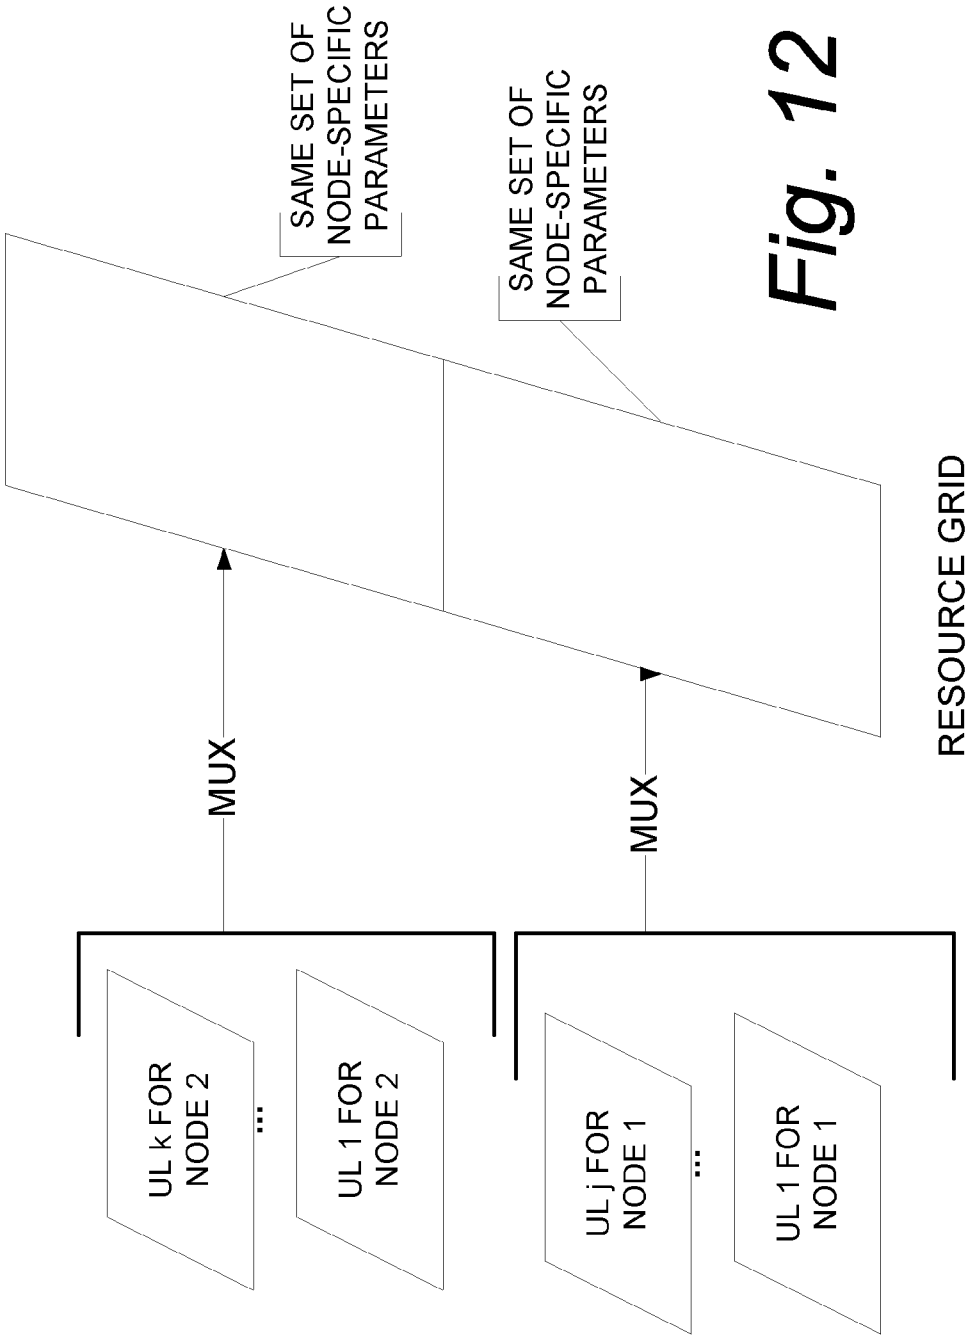 UL 1 FOR
NODE 1
...
UL j FOR
NODE 1
UL 1 FOR
NODE 2
...
UL k FOR
NODE 2
MUX
MUX
SAME SET OF
NODE-SPECIFIC
PARAMETERS
SAME SET OF
NODE-SPECIFIC
PARAMETERS
RESOURCE GRID
Fig. 12